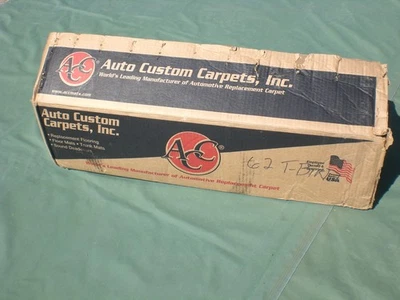 ACC
Auto Custom Carpets, Inc.
World's Leading Manufacturer of Automotive Replacement Carpet
www.accmats.com
Auto Custom
Carpets, Inc.
• Replacement Flooring
• Floor Mats • Trunk Mats
ACC
World's Leading Manufacturer of Automotive Replacement Carpet
62 T-Bird
USA